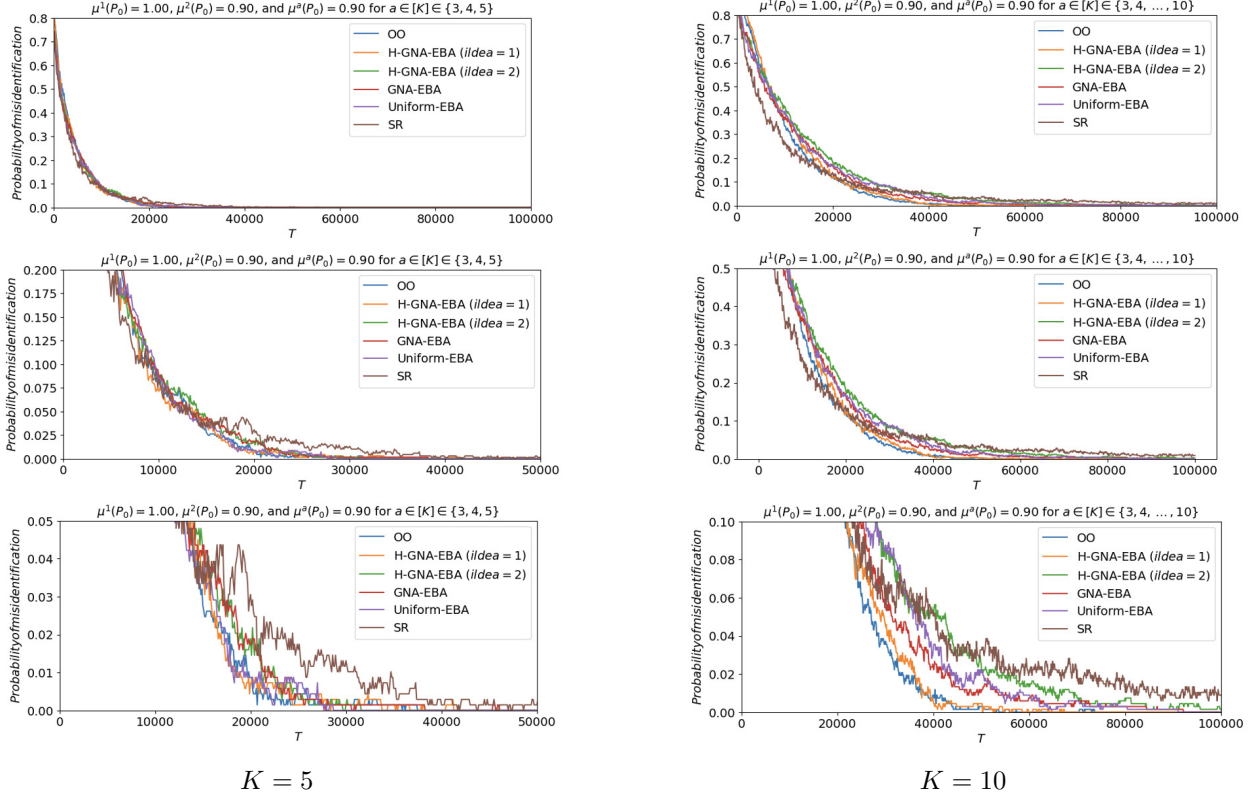 μ¹(P₀) = 1.00, μ²(P₀) = 0.90, and μᵃ(P₀) = 0.90 for a ∈ [K] ∈ {3, 4, 5}
Probabilityofmisidentification
0.8
0.7
0.6
0.5
0.4
0.3
0.2
0.1
0.0
OO
H-GNA-EBA (iIdea = 1)
H-GNA-EBA (iIdea = 2)
GNA-EBA
Uniform-EBA
SR
0 20000 40000 60000 80000 100000
T
μ¹(P₀) = 1.00, μ²(P₀) = 0.90, and μᵃ(P₀) = 0.90 for a ∈ [K] ∈ {3, 4, 5}
Probabilityofmisidentification
0.200
0.175
0.150
0.125
0.100
0.075
0.050
0.025
0.000
OO
H-GNA-EBA (iIdea = 1)
H-GNA-EBA (iIdea = 2)
GNA-EBA
Uniform-EBA
SR
0 10000 20000 30000 40000 50000
T
μ¹(P₀) = 1.00, μ²(P₀) = 0.90, and μᵃ(P₀) = 0.90 for a ∈ [K] ∈ {3, 4, 5}
Probabilityofmisidentification
0.05
0.04
0.03
0.02
0.01
0.00
OO
H-GNA-EBA (iIdea = 1)
H-GNA-EBA (iIdea = 2)
GNA-EBA
Uniform-EBA
SR
0 10000 20000 30000 40000 50000
T
K = 5
μ¹(P₀) = 1.00, μ²(P₀) = 0.90, and μᵃ(P₀) = 0.90 for a ∈ [K] ∈ {3, 4, …, 10}
Probabilityofmisidentification
0.8
0.7
0.6
0.5
0.4
0.3
0.2
0.1
0.0
OO
H-GNA-EBA (iIdea = 1)
H-GNA-EBA (iIdea = 2)
GNA-EBA
Uniform-EBA
SR
0 20000 40000 60000 80000 100000
T
μ¹(P₀) = 1.00, μ²(P₀) = 0.90, and μᵃ(P₀) = 0.90 for a ∈ [K] ∈ {3, 4, …, 10}
Probabilityofmisidentification
0.5
0.4
0.3
0.2
0.1
0.0
OO
H-GNA-EBA (iIdea = 1)
H-GNA-EBA (iIdea = 2)
GNA-EBA
Uniform-EBA
SR
0 20000 40000 60000 80000 100000
T
μ¹(P₀) = 1.00, μ²(P₀) = 0.90, and μᵃ(P₀) = 0.90 for a ∈ [K] ∈ {3, 4, …, 10}
Probabilityofmisidentification
0.10
0.08
0.06
0.04
0.02
0.00
OO
H-GNA-EBA (iIdea = 1)
H-GNA-EBA (iIdea = 2)
GNA-EBA
Uniform-EBA
SR
0 20000 40000 60000 80000 100000
T
K = 10